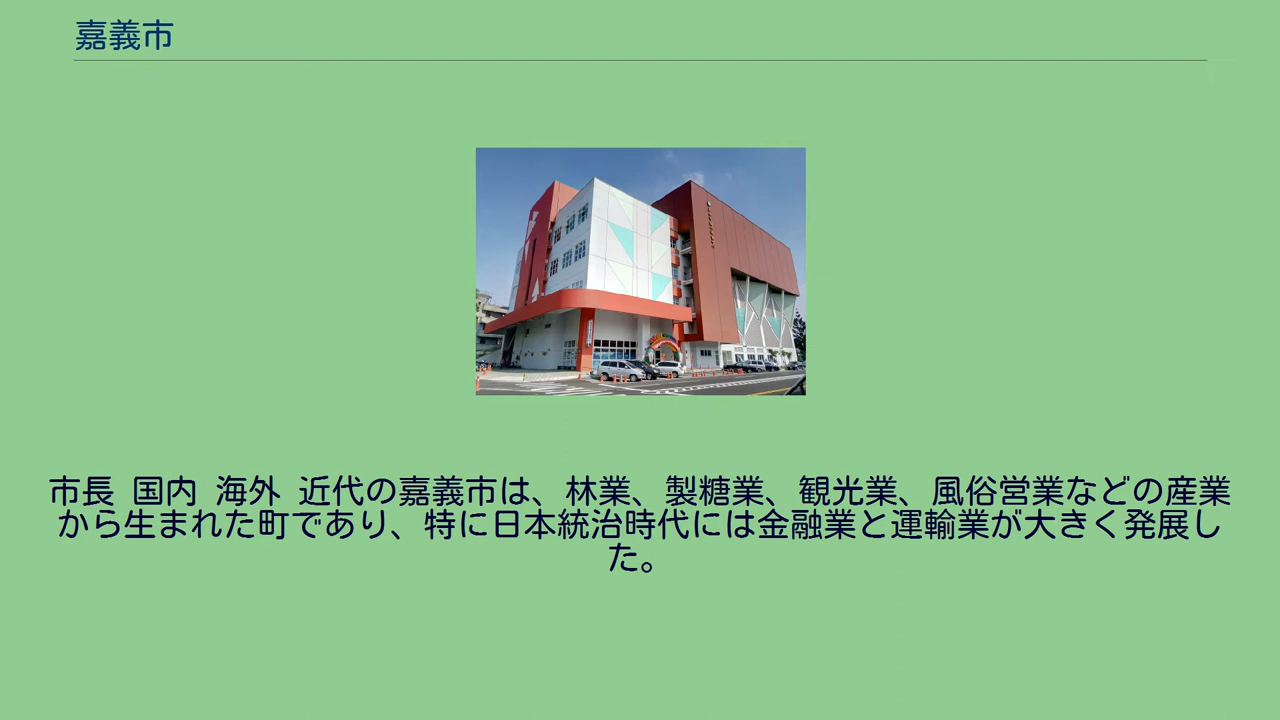 嘉義市
市長 国内 海外 近代の嘉義市は、林業、製糖業、観光業、風俗営業などの産業
から生まれた町であり、特に日本統治時代には金融業と運輸業が大きく発展し
た。